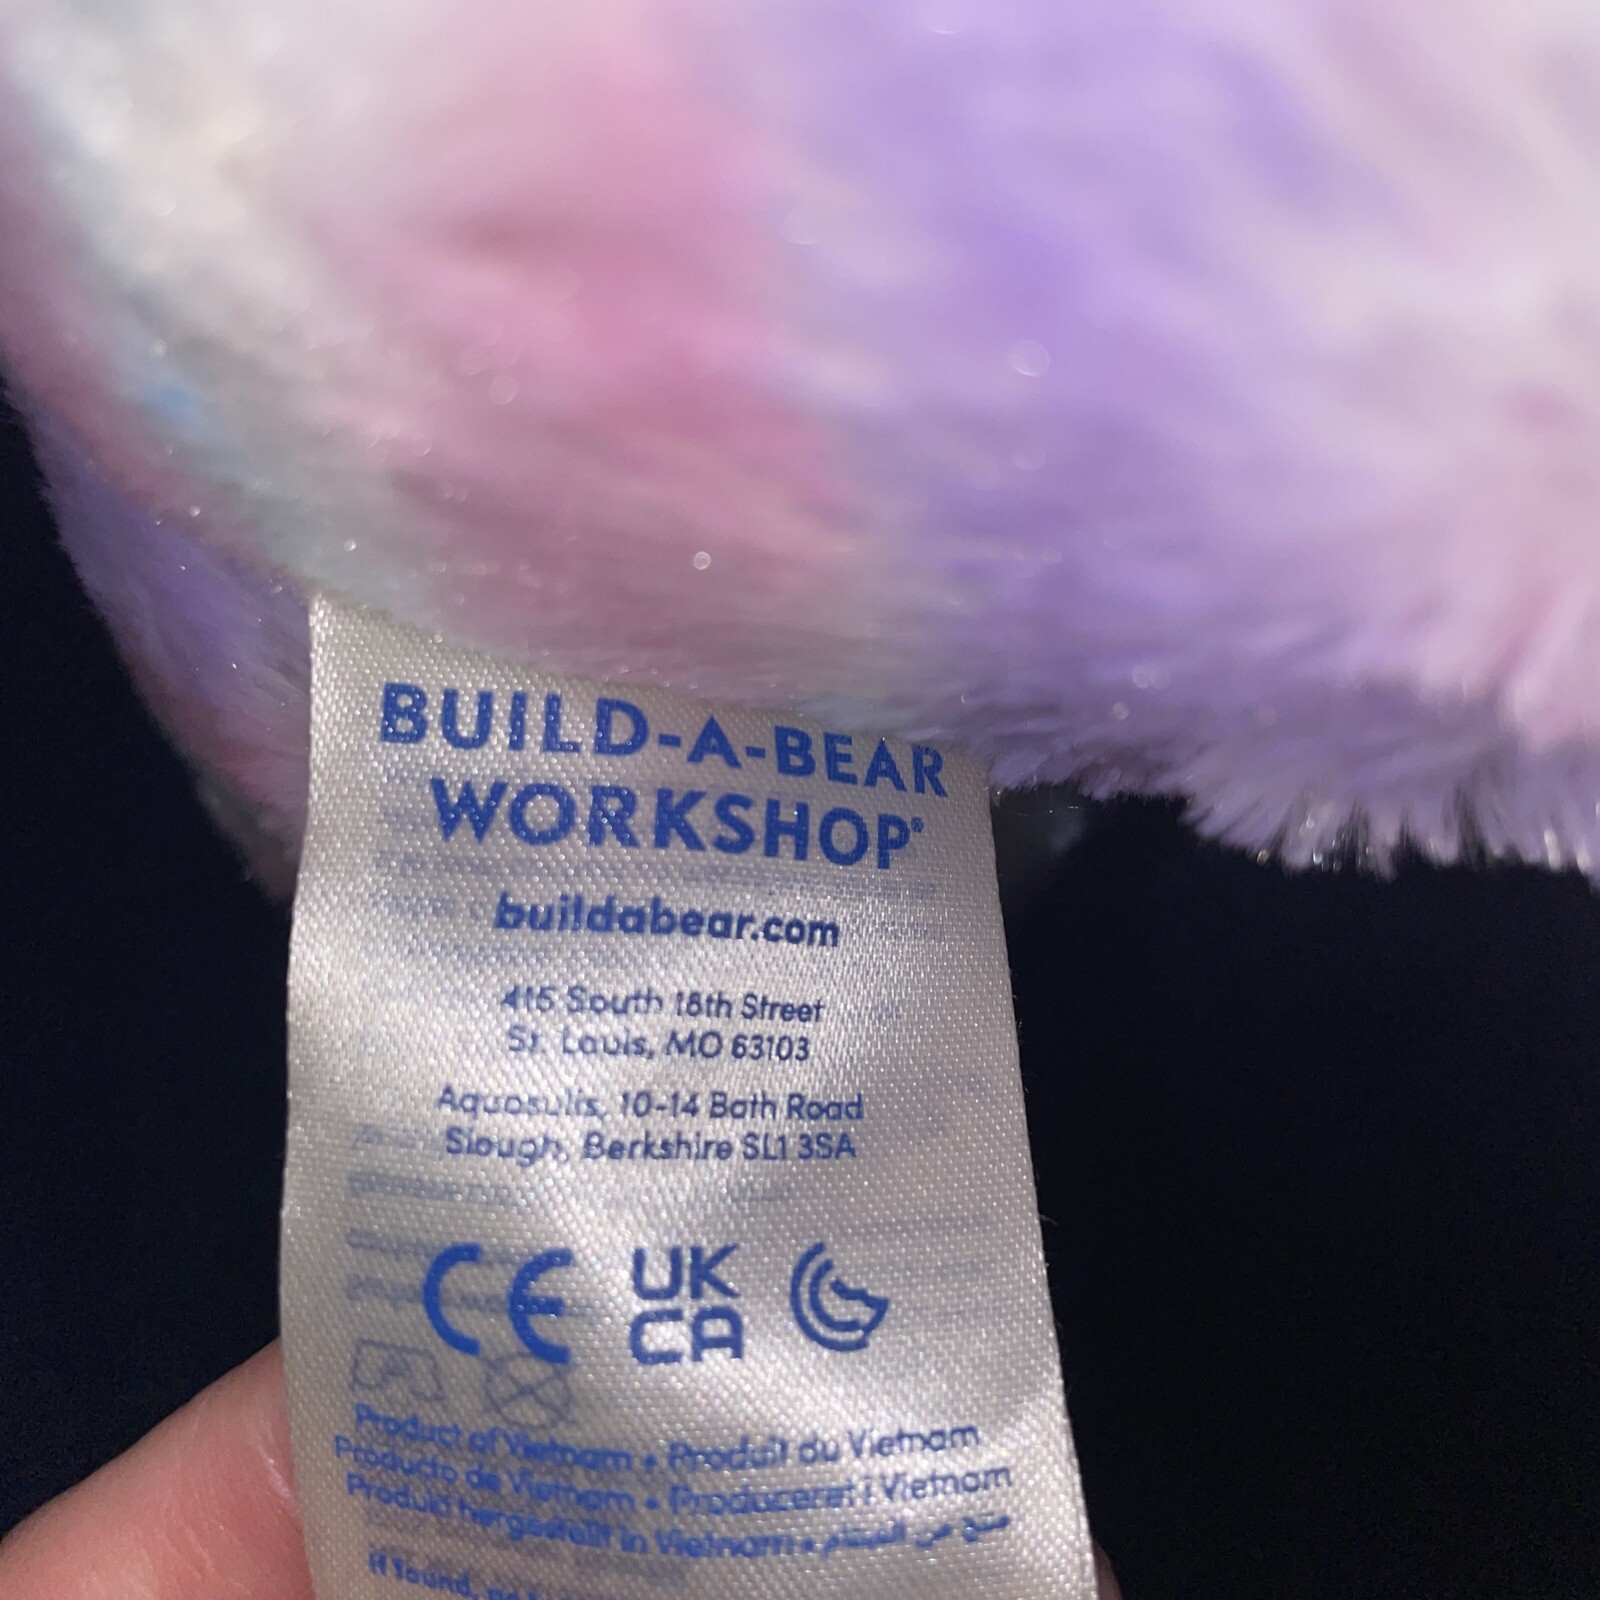 BUILD-A-BEAR
WORKSHOP®
buildabear.com
415 South 18th Street
St. Louis, MO 63103
Aquasulis, 10-14 Bath Road
Slough, Berkshire SL1 3SA
CE UK
CA
Product of Vietnam • Produit du Vietnam
Producto de Vietnam • Produceret i Vietnam
Produkt hergestellt in Vietnam • منتج من الفيتنام
If found,